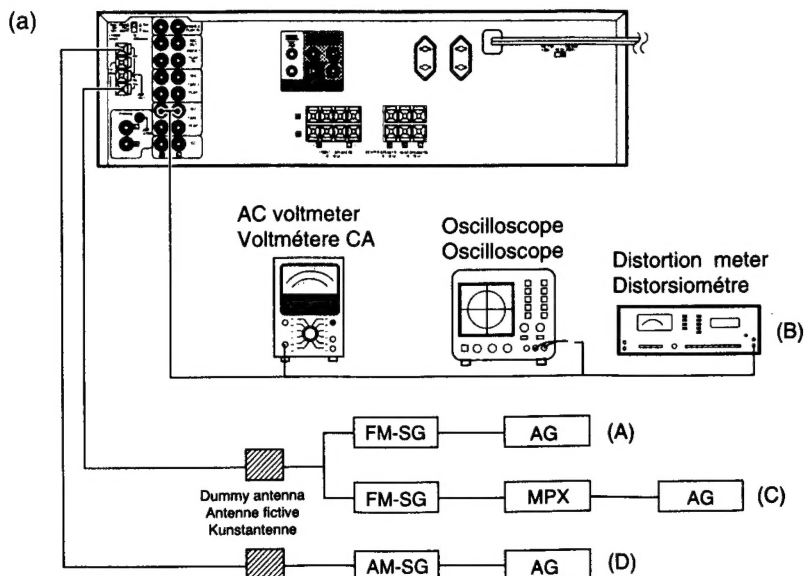 (a)
AC voltmeter
Voltmétere CA
Oscilloscope
Oscilloscope
Distortion meter
Distorsiométre
(B)
FM-SG
AG
(A)
Dummy antenna
Antenne fictive
Kunstantenne
FM-SG
MPX
AG
(C)
AM-SG
AG
(D)